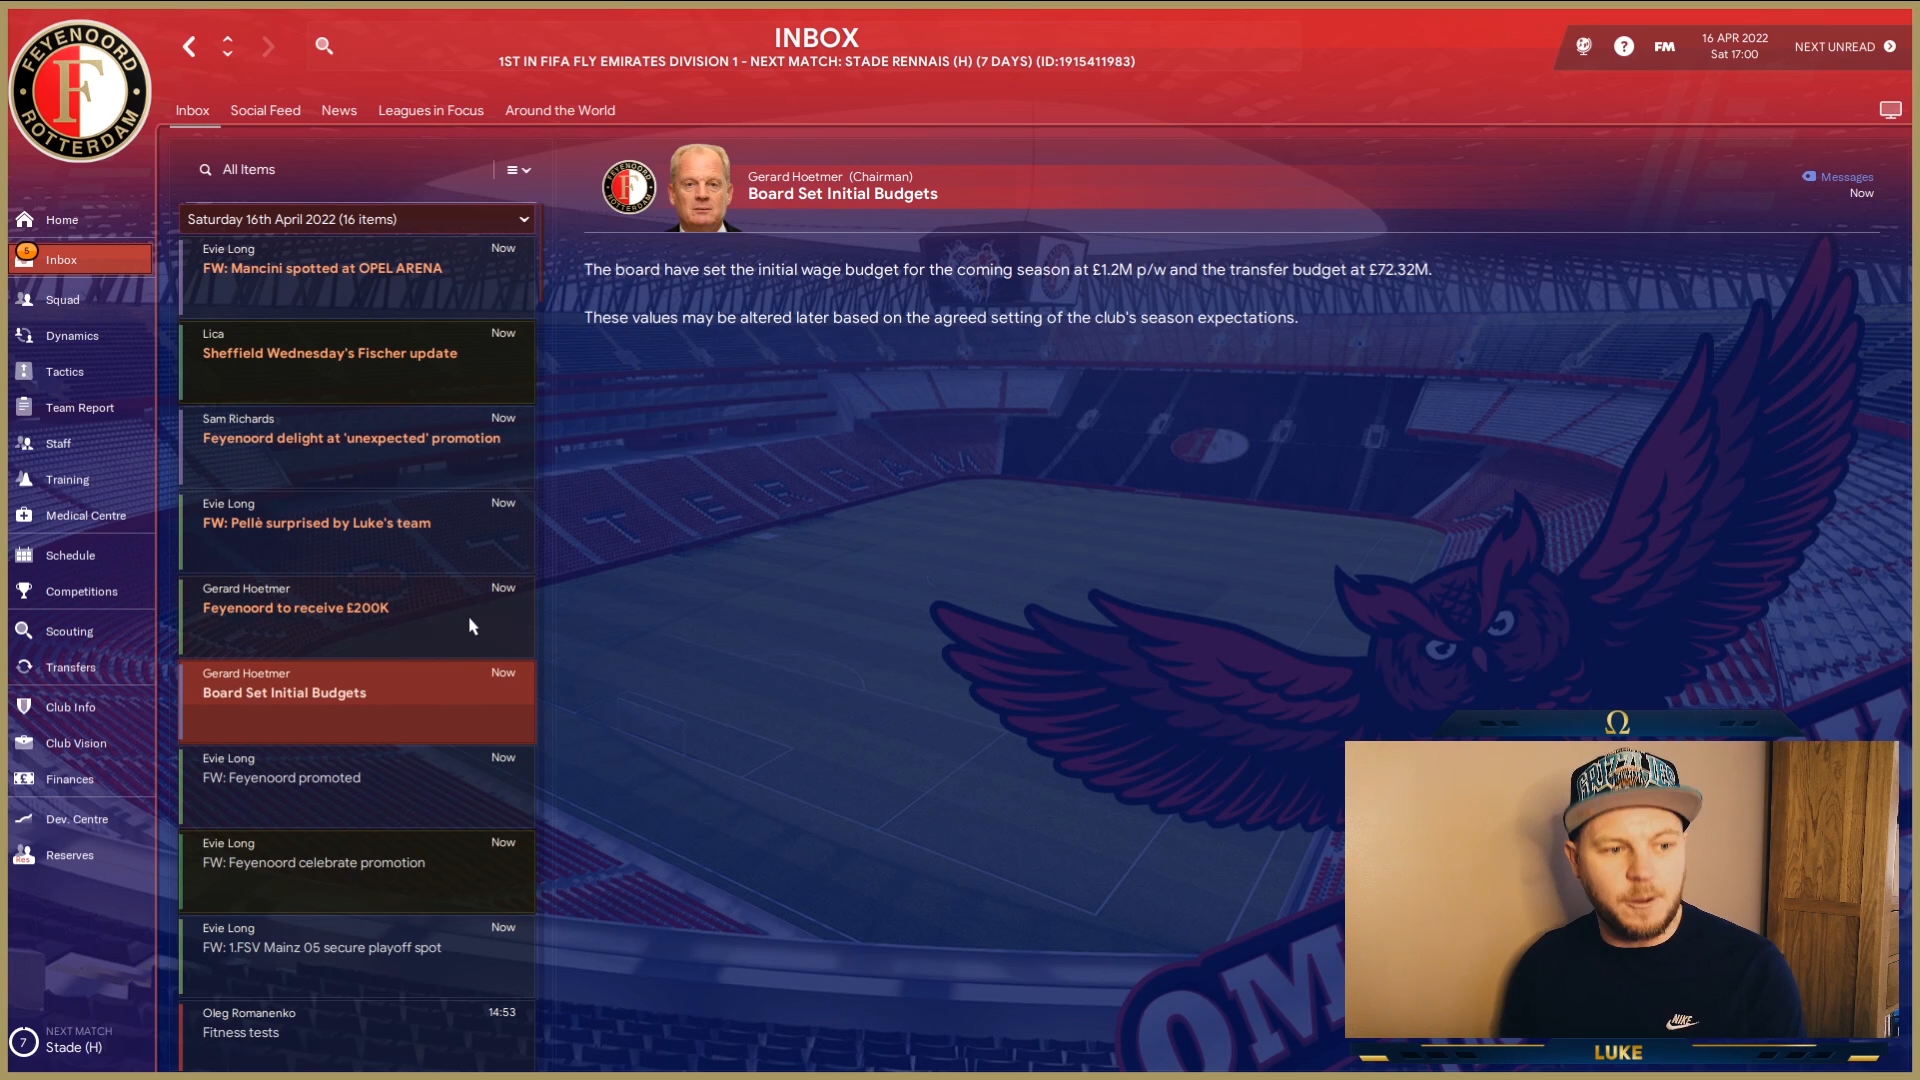 FEYENOORD
F
ROTTERDAM
INBOX
1ST IN FIFA FLY EMIRATES DIVISION 1 - NEXT MATCH: STADE RENNAIS (H) (7 DAYS) (ID:1915411983)
?
FM
16 APR 2022
Sat 17:00
NEXT UNREAD
Inbox
Social Feed
News
Leagues in Focus
Around the World
Home
5
Inbox
Squad
Dynamics
Tactics
Team Report
Staff
Training
Medical Centre
Schedule
Competitions
Scouting
Transfers
Club Info
Club Vision
Finances
Dev. Centre
Res
Reserves
7
NEXT MATCH
Stade (H)
All Items
Saturday 16th April 2022 (16 items)
Evie Long
Now
FW: Mancini spotted at OPEL ARENA
Lica
Now
Sheffield Wednesday's Fischer update
Sam Richards
Now
Feyenoord delight at 'unexpected' promotion
Evie Long
Now
FW: Pellè surprised by Luke's team
Gerard Hoetmer
Now
Feyenoord to receive £200K
Gerard Hoetmer
Now
Board Set Initial Budgets
Evie Long
Now
FW: Feyenoord promoted
Evie Long
Now
FW: Feyenoord celebrate promotion
Evie Long
Now
FW: 1.FSV Mainz 05 secure playoff spot
Oleg Romanenko
14:53
Fitness tests
Gerard Hoetmer (Chairman)
Board Set Initial Budgets
Messages
Now
The board have set the initial wage budget for the coming season at £1.2M p/w and the transfer budget at £72.32M.
These values may be altered later based on the agreed setting of the club's season expectations.
Ω
GRIZZLIES
NIKE
LUKE
OM